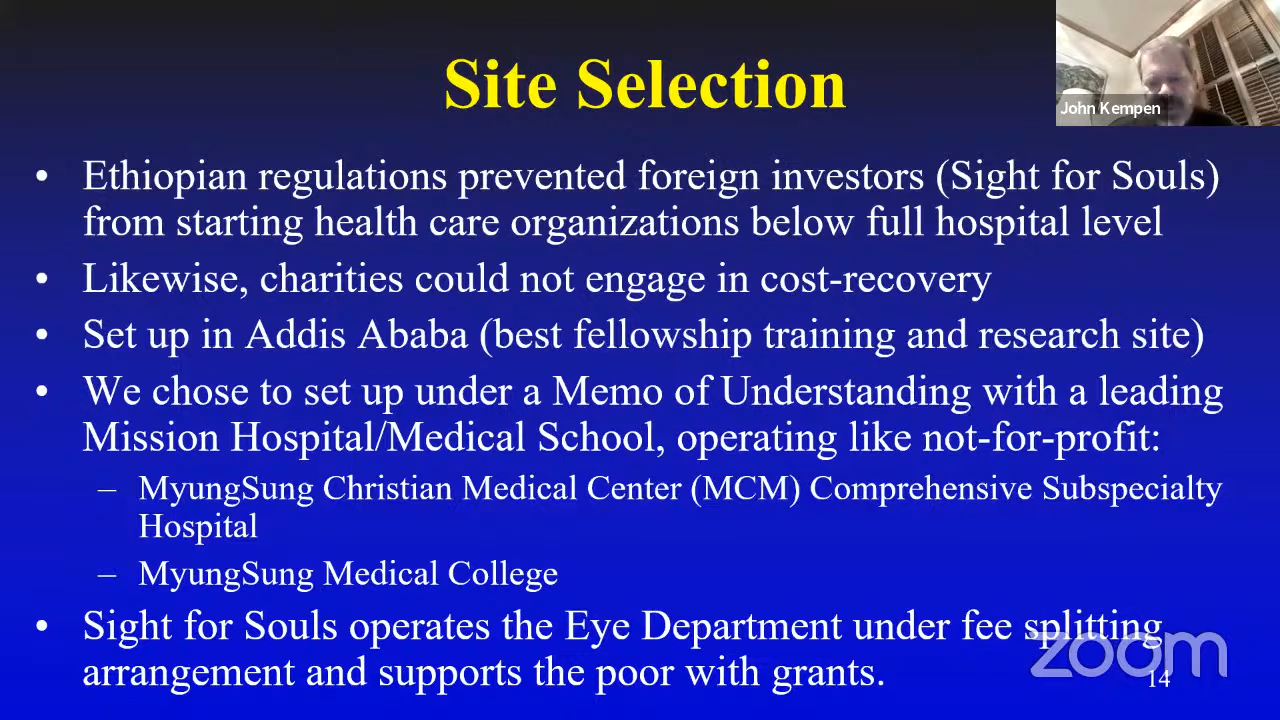 Site Selection
John Kempen
• Ethiopian regulations prevented foreign investors (Sight for Souls)
from starting health care organizations below full hospital level
• Likewise, charities could not engage in cost-recovery
• Set up in Addis Ababa (best fellowship training and research site)
• We chose to set up under a Memo of Understanding with a leading
Mission Hospital/Medical School, operating like not-for-profit:
– MyungSung Christian Medical Center (MCM) Comprehensive Subspecialty
Hospital
– MyungSung Medical College
• Sight for Souls operates the Eye Department under fee splitting
arrangement and supports the poor with grants.
zoom
14